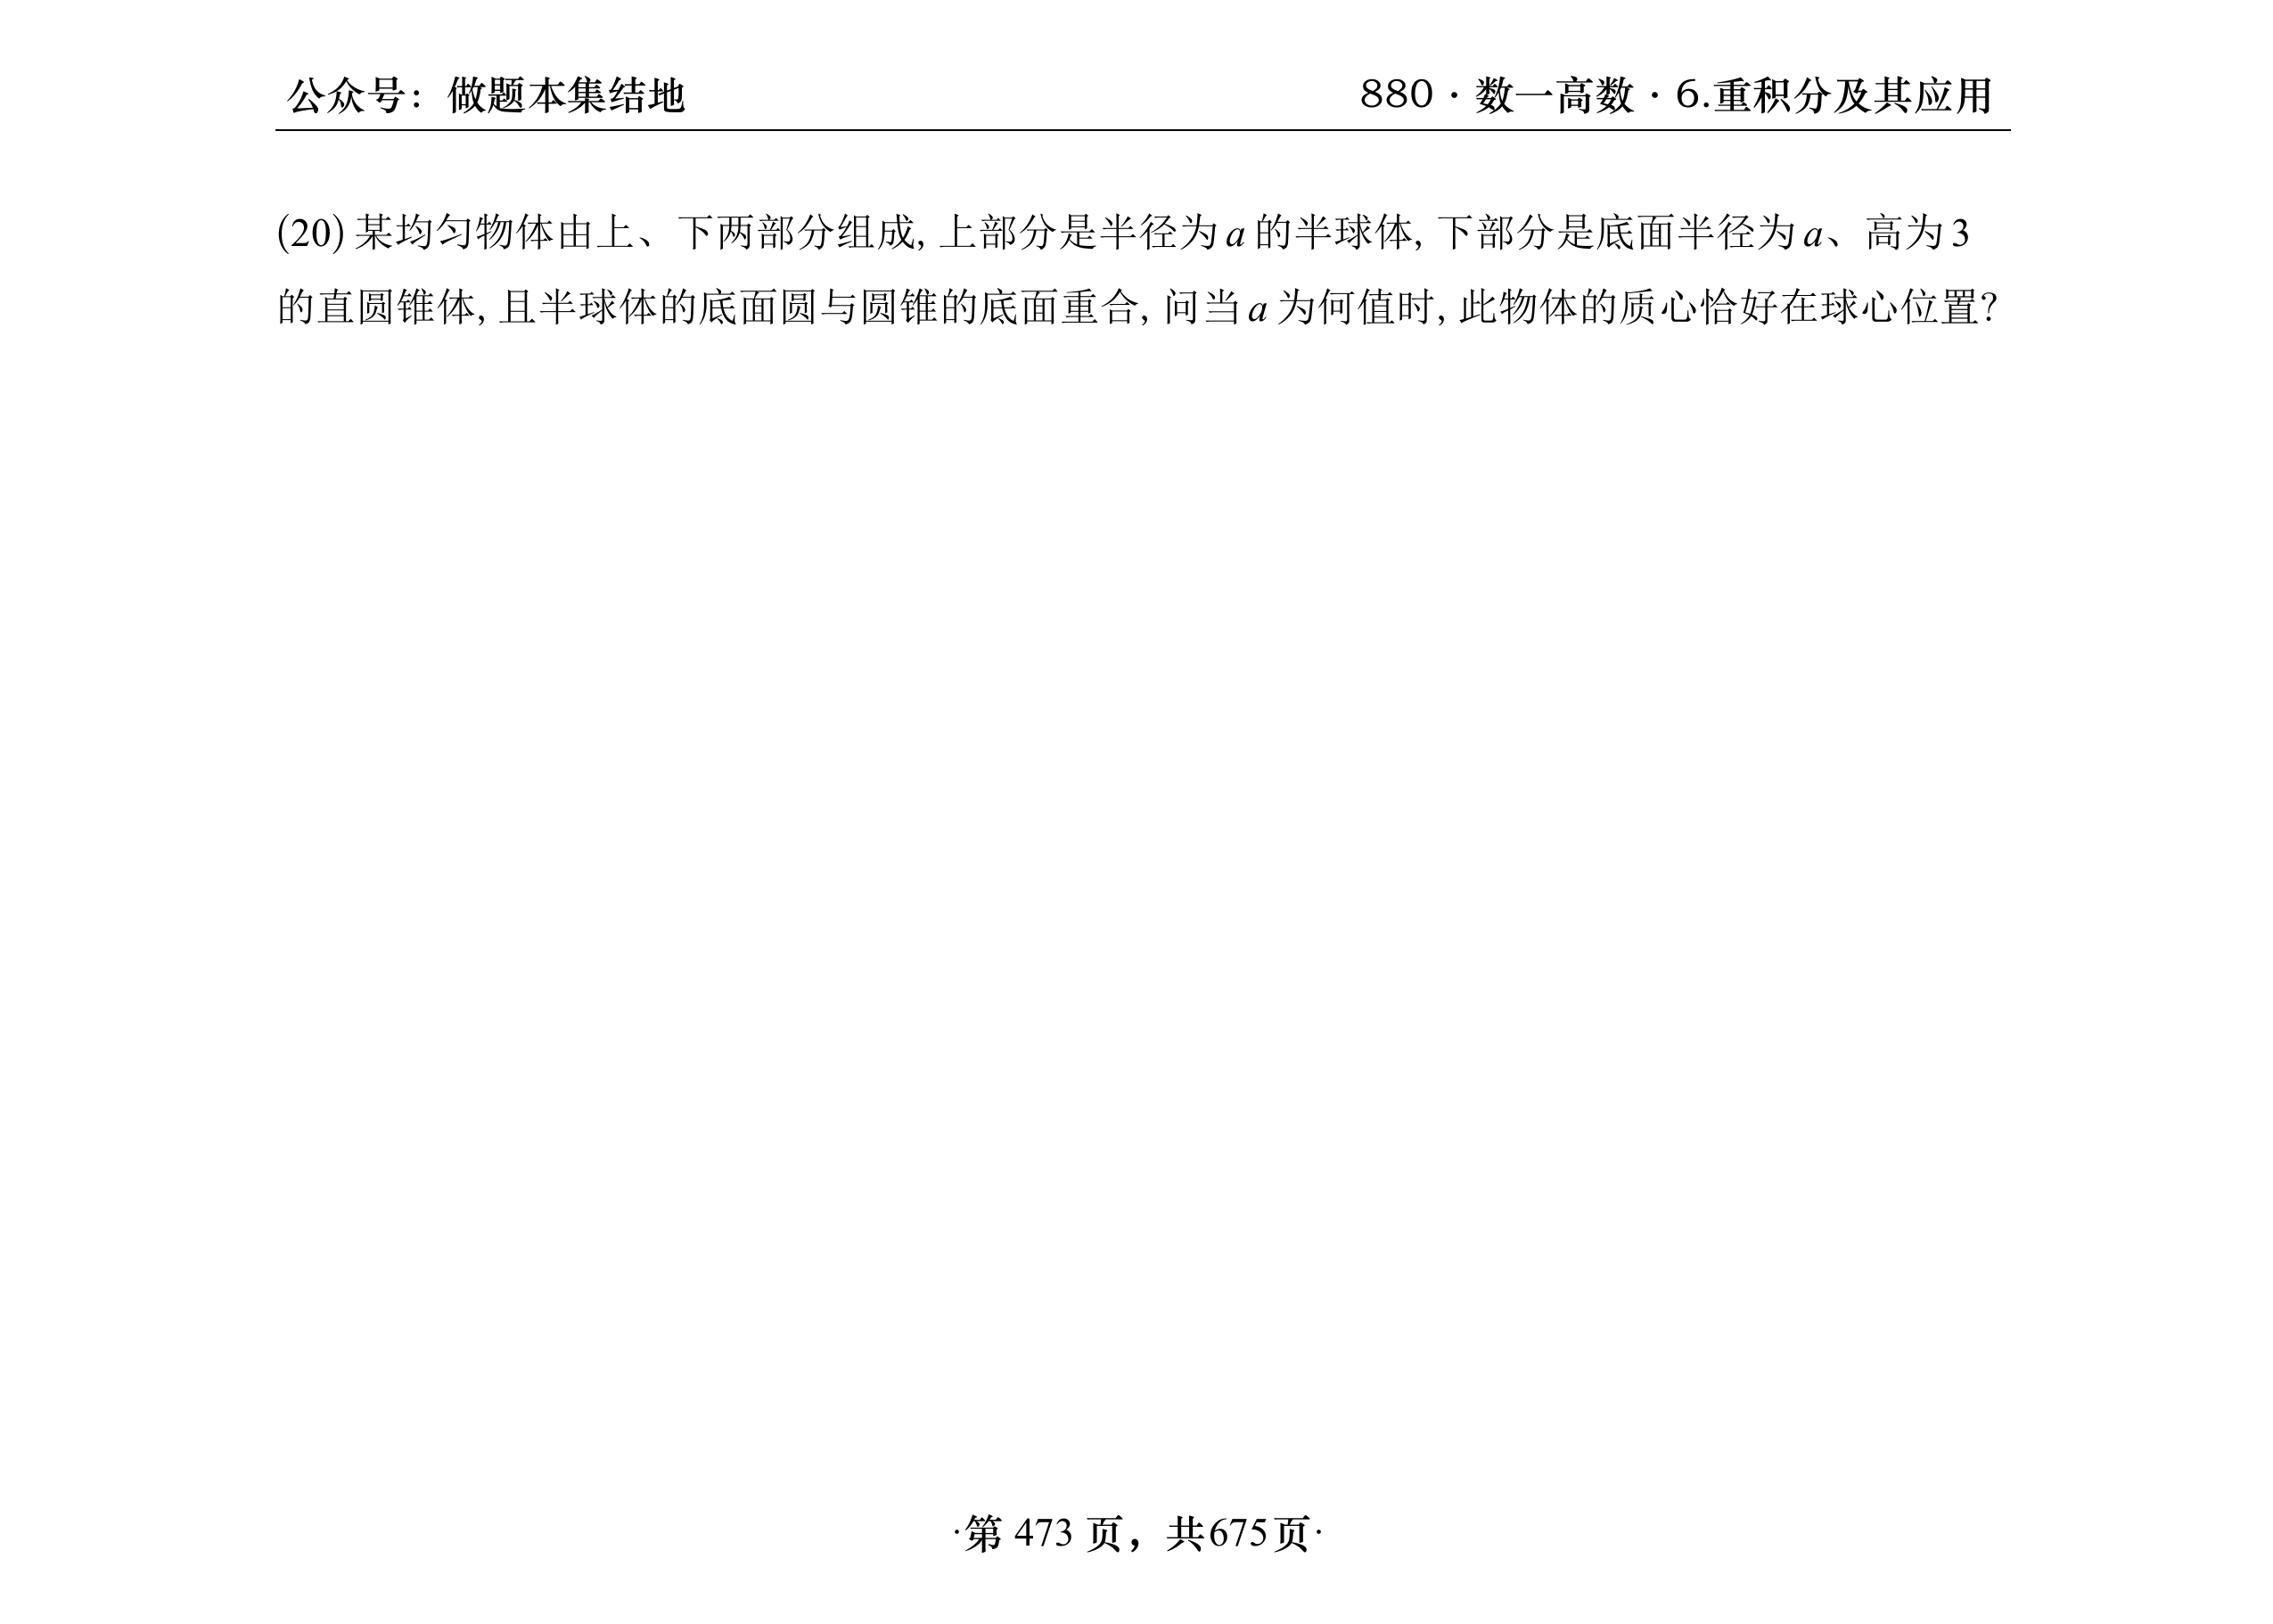 公众号：做题本集结地
880·数一高数·6.重积分及其应用
(20) 某均匀物体由上、下两部分组成, 上部分是半径为 a 的半球体, 下部分是底面半径为 a、高为 3
的直圆锥体, 且半球体的底面圆与圆锥的底面重合, 问当 a 为何值时, 此物体的质心恰好在球心位置?
·第 473 页，共675页·